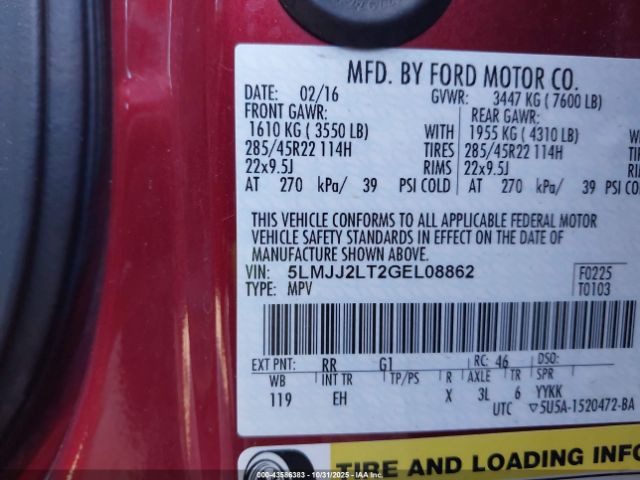 MFD. BY FORD MOTOR CO.
DATE: 02/16 GVWR: 3447 KG ( 7600 LB)
FRONT GAWR: REAR GAWR:
1610 KG ( 3550 LB) WITH 1955 KG ( 4310 LB)
285/45R22 114H TIRES 285/45R22 114H
22x9.5J RIMS 22x9.5J
AT 270 kPa/ 39 PSI COLD AT 270 kPa/ 39 PSI COLD
THIS VEHICLE CONFORMS TO ALL APPLICABLE FEDERAL MOTOR
VEHICLE SAFETY STANDARDS IN EFFECT ON THE DATE OF
MANUFACTURE SHOWN ABOVE.
VIN: 5LMJJ2LT2GEL08862 F0225
TYPE: MPV T0103
EXT PNT: RR G1 RC: 46 DSO:
WB INT TR TP/PS R AXLE TR SPR
119 EH X 3L 6 YYKK
UTC ▽5U5A-1520472-BA
TIRE AND LOADING INFO
000-43586383 - 10/31/2025 - IAAI.COM